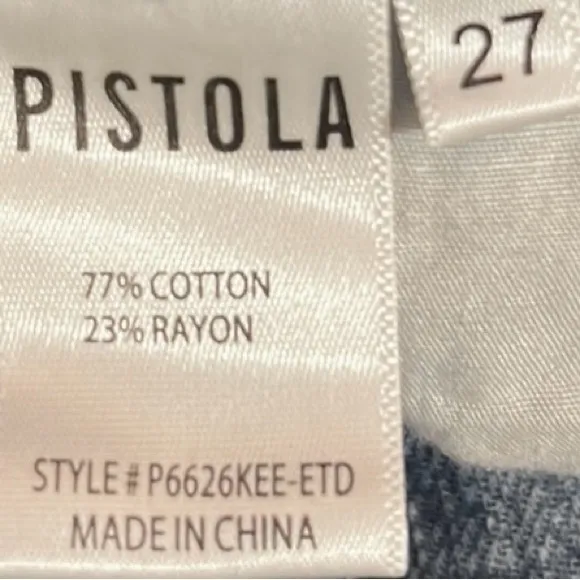 PISTOLA
27
77% COTTON
23% RAYON
STYLE # P6626KEE-ETD
MADE IN CHINA